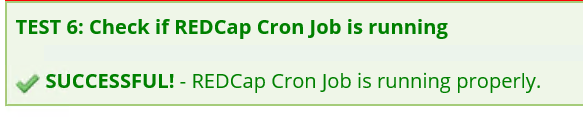 TEST 6: Check if REDCap Cron Job is running
SUCCESSFUL! - REDCap Cron Job is running properly.